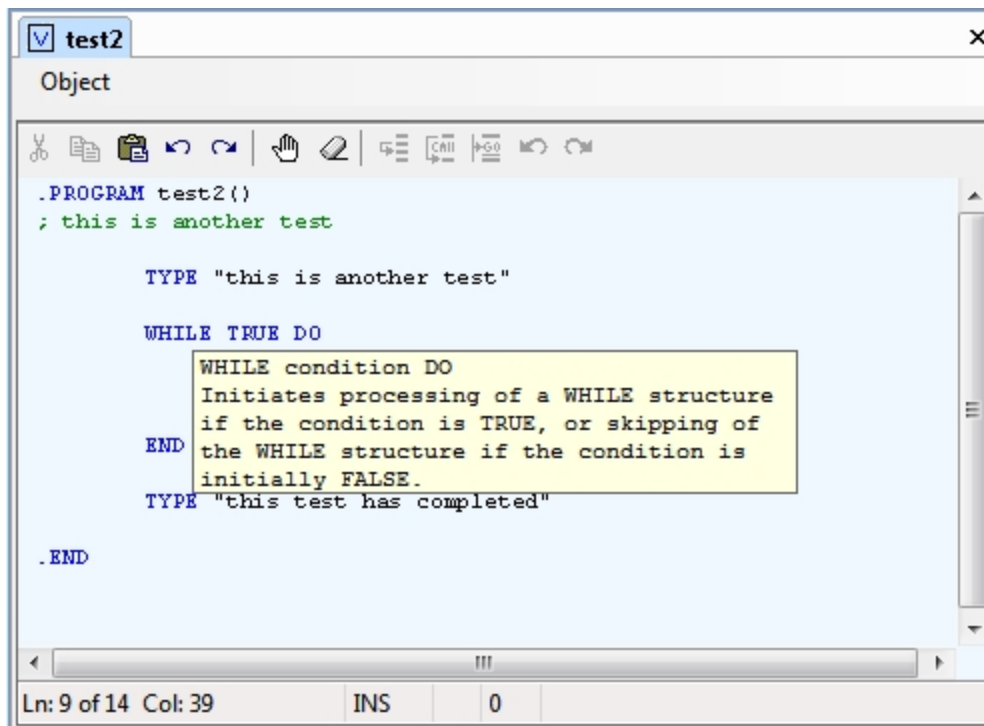 test2
Object
CALL
GO
.PROGRAM test2()
; this is another test
TYPE "this is another test"
WHILE TRUE DO
WHILE condition DO
Initiates processing of a WHILE structure
if the condition is TRUE, or skipping of
the WHILE structure if the condition is
initially FALSE.
END
TYPE "this test has completed"
.END
Ln: 9 of 14 Col: 39 INS 0